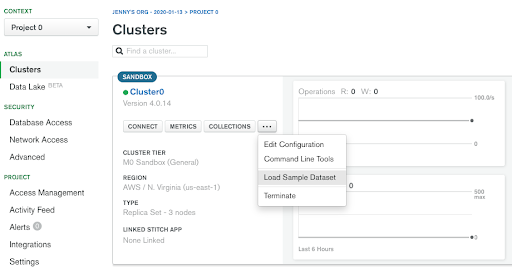 CONTEXT
Project 0
ATLAS
Clusters
Data Lake BETA
SECURITY
Database Access
Network Access
Advanced
PROJECT
Access Management
Activity Feed
Alerts 0
Integrations
Settings
JENNY'S ORG - 2020-01-13 > PROJECT 0
Clusters
Find a cluster...
SANDBOX
Cluster0
Version 4.0.14
CONNECT METRICS COLLECTIONS ...
Edit Configuration
Command Line Tools
Load Sample Dataset
Terminate
CLUSTER TIER
M0 Sandbox (General)
REGION
AWS / N. Virginia (us-east-1)
TYPE
Replica Set - 3 nodes
LINKED STITCH APP
None Linked
Operations R: 0 W: 0
100.0/s
0
500
max
0
Last 6 Hours